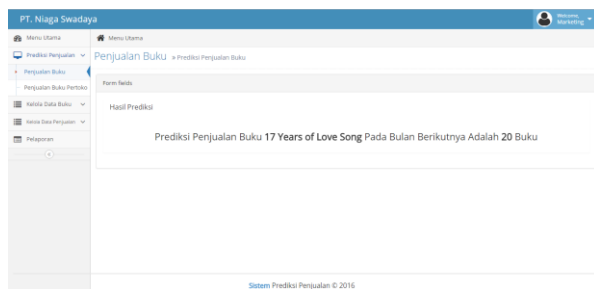 PT. Niaga Swadaya
Welcome,
Marketing
Menu Utama
Prediksi Penjualan
Penjualan Buku
Penjualan Buku Pertoko
Kelola Data Buku
Kelola Data Penjualan
Pelaporan
Menu Utama
Penjualan Buku » Prediksi Penjualan Buku
Form fields
Hasil Prediksi
Prediksi Penjualan Buku 17 Years of Love Song Pada Bulan Berikutnya Adalah 20 Buku
Sistem Prediksi Penjualan © 2016